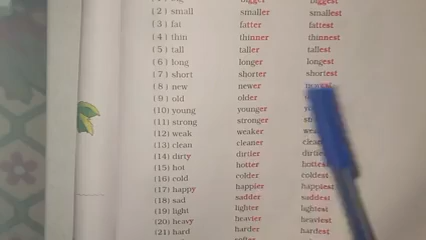 bigger biggest
(2) small smaller smallest
(3) fat fatter fattest
(4) thin thinner thinnest
(5) tall taller tallest
(6) long longer longest
(7) short shorter shortest
(8) new newer
(9) old older
(10) young younger
(11) strong stronger
(12) weak weaker
(13) clean cleaner
(14) dirty dirtier
(15) hot hotter
(16) cold colder coldest
(17) happy happier happiest
(18) sad sadder saddest
(19) light lighter lightest
(20) heavy heavier heaviest
(21) hard harder hardest